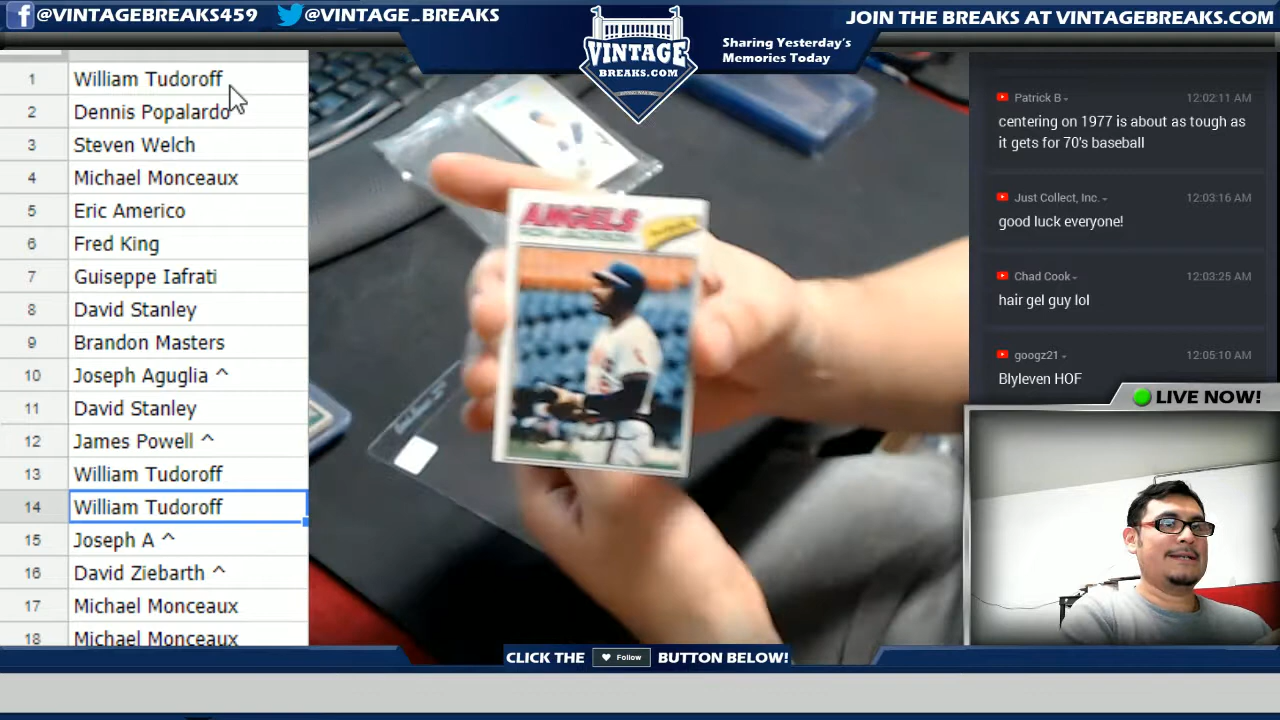 @VINTAGEBREAKS459
@VINTAGE_BREAKS
VINTAGE
BREAKS.COM
Sharing Yesterday's
Memories Today
JOIN THE BREAKS AT VINTAGEBREAKS.COM
1 William Tudoroff
2 Dennis Popalardo
3 Steven Welch
4 Michael Monceaux
5 Eric Americo
6 Fred King
7 Guiseppe Iafrati
8 David Stanley
9 Brandon Masters
10 Joseph Aguglia ^
11 David Stanley
12 James Powell ^
13 William Tudoroff
14 William Tudoroff
15 Joseph A ^
16 David Ziebarth ^
17 Michael Monceaux
18 Michael Monceaux
ANGELS
RON JACKSON
Patrick B 12:02:11 AM
centering on 1977 is about as tough as
it gets for 70's baseball
Just Collect, Inc. 12:03:16 AM
good luck everyone!
Chad Cook 12:03:25 AM
hair gel guy lol
googz21 12:05:10 AM
Blyleven HOF
LIVE NOW!
CLICK THE Follow BUTTON BELOW!